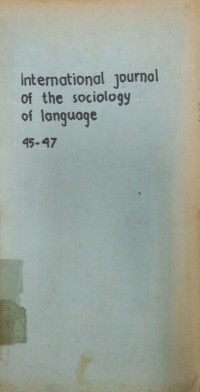 International journal
of the sociology
of language
45-47